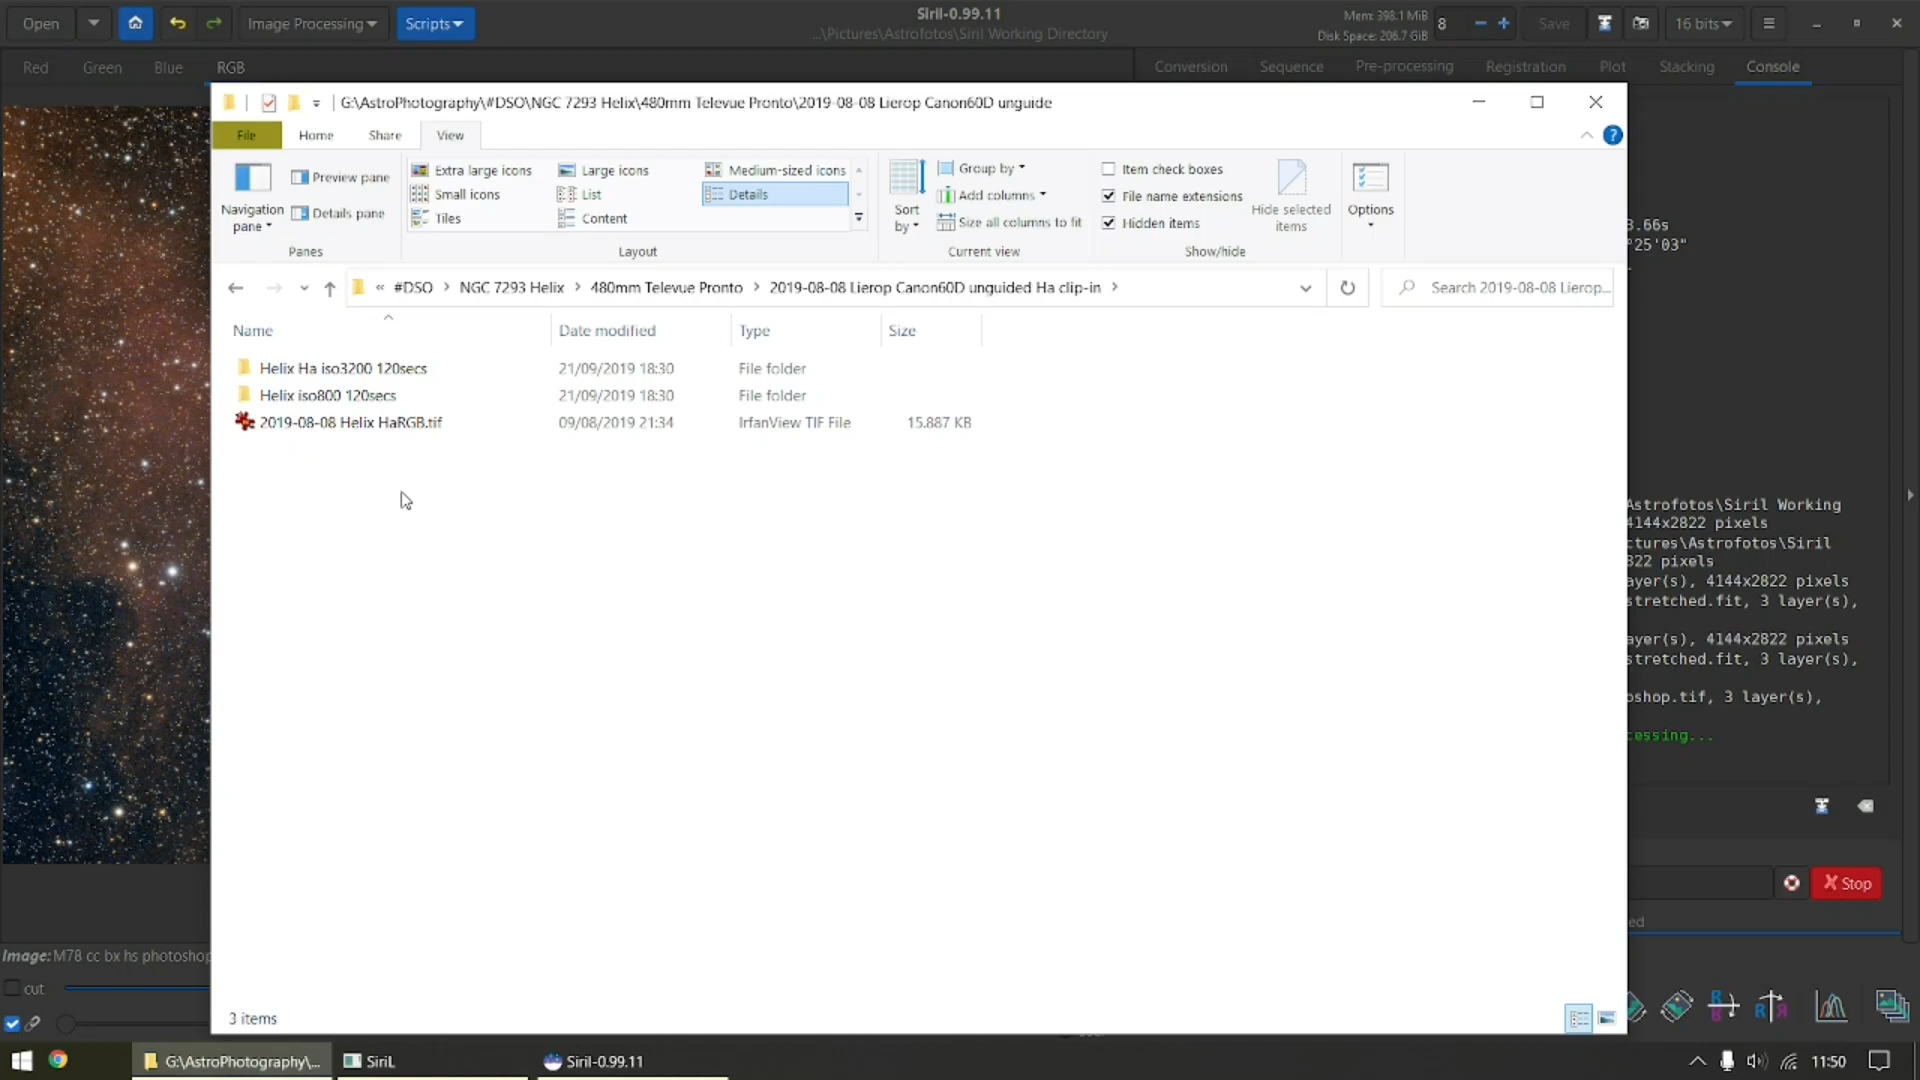 Open
Image Processing
Scripts
Siril-0.99.11
...\Pictures\Astrofotos\Siril Working Directory
Mem: 398.1 MiB
Disk Space: 206.7 GiB
8
Save
16 bits
Red
Green
Blue
RGB
Conversion
Sequence
Pre-processing
Registration
Plot
Stacking
Console
G:\AstroPhotography\#DSO\NGC 7293 Helix\480mm Televue Pronto\2019-08-08 Lierop Canon60D unguide
File
Home
Share
View
?
Navigation pane
Preview pane
Details pane
Panes
Extra large icons
Large icons
Medium-sized icons
Small icons
List
Details
Tiles
Content
Layout
Sort by
Group by
Add columns
Size all columns to fit
Current view
Item check boxes
File name extensions
Hidden items
Hide selected items
Show/hide
Options
« #DSO > NGC 7293 Helix > 480mm Televue Pronto > 2019-08-08 Lierop Canon60D unguided Ha clip-in >
Search 2019-08-08 Lierop...
Name
Date modified
Type
Size
Helix Ha iso3200 120secs
21/09/2019 18:30
File folder
Helix iso800 120secs
21/09/2019 18:30
File folder
2019-08-08 Helix HaRGB.tif
09/08/2019 21:34
IrfanView TIF File
15.887 KB
3 items
3.66s
°25'03"
Astrofotos\Siril Working
4144x2822 pixels
ctures\Astrofotos\Siril
822 pixels
ayer(s), 4144x2822 pixels
stretched.fit, 3 layer(s),
ayer(s), 4144x2822 pixels
stretched.fit, 3 layer(s),
oshop.tif, 3 layer(s),
cessing...
Stop
ed
Image: M78 cc bx hs photoshop
cut
G:\AstroPhotography\...
SiriL
Siril-0.99.11
11:50